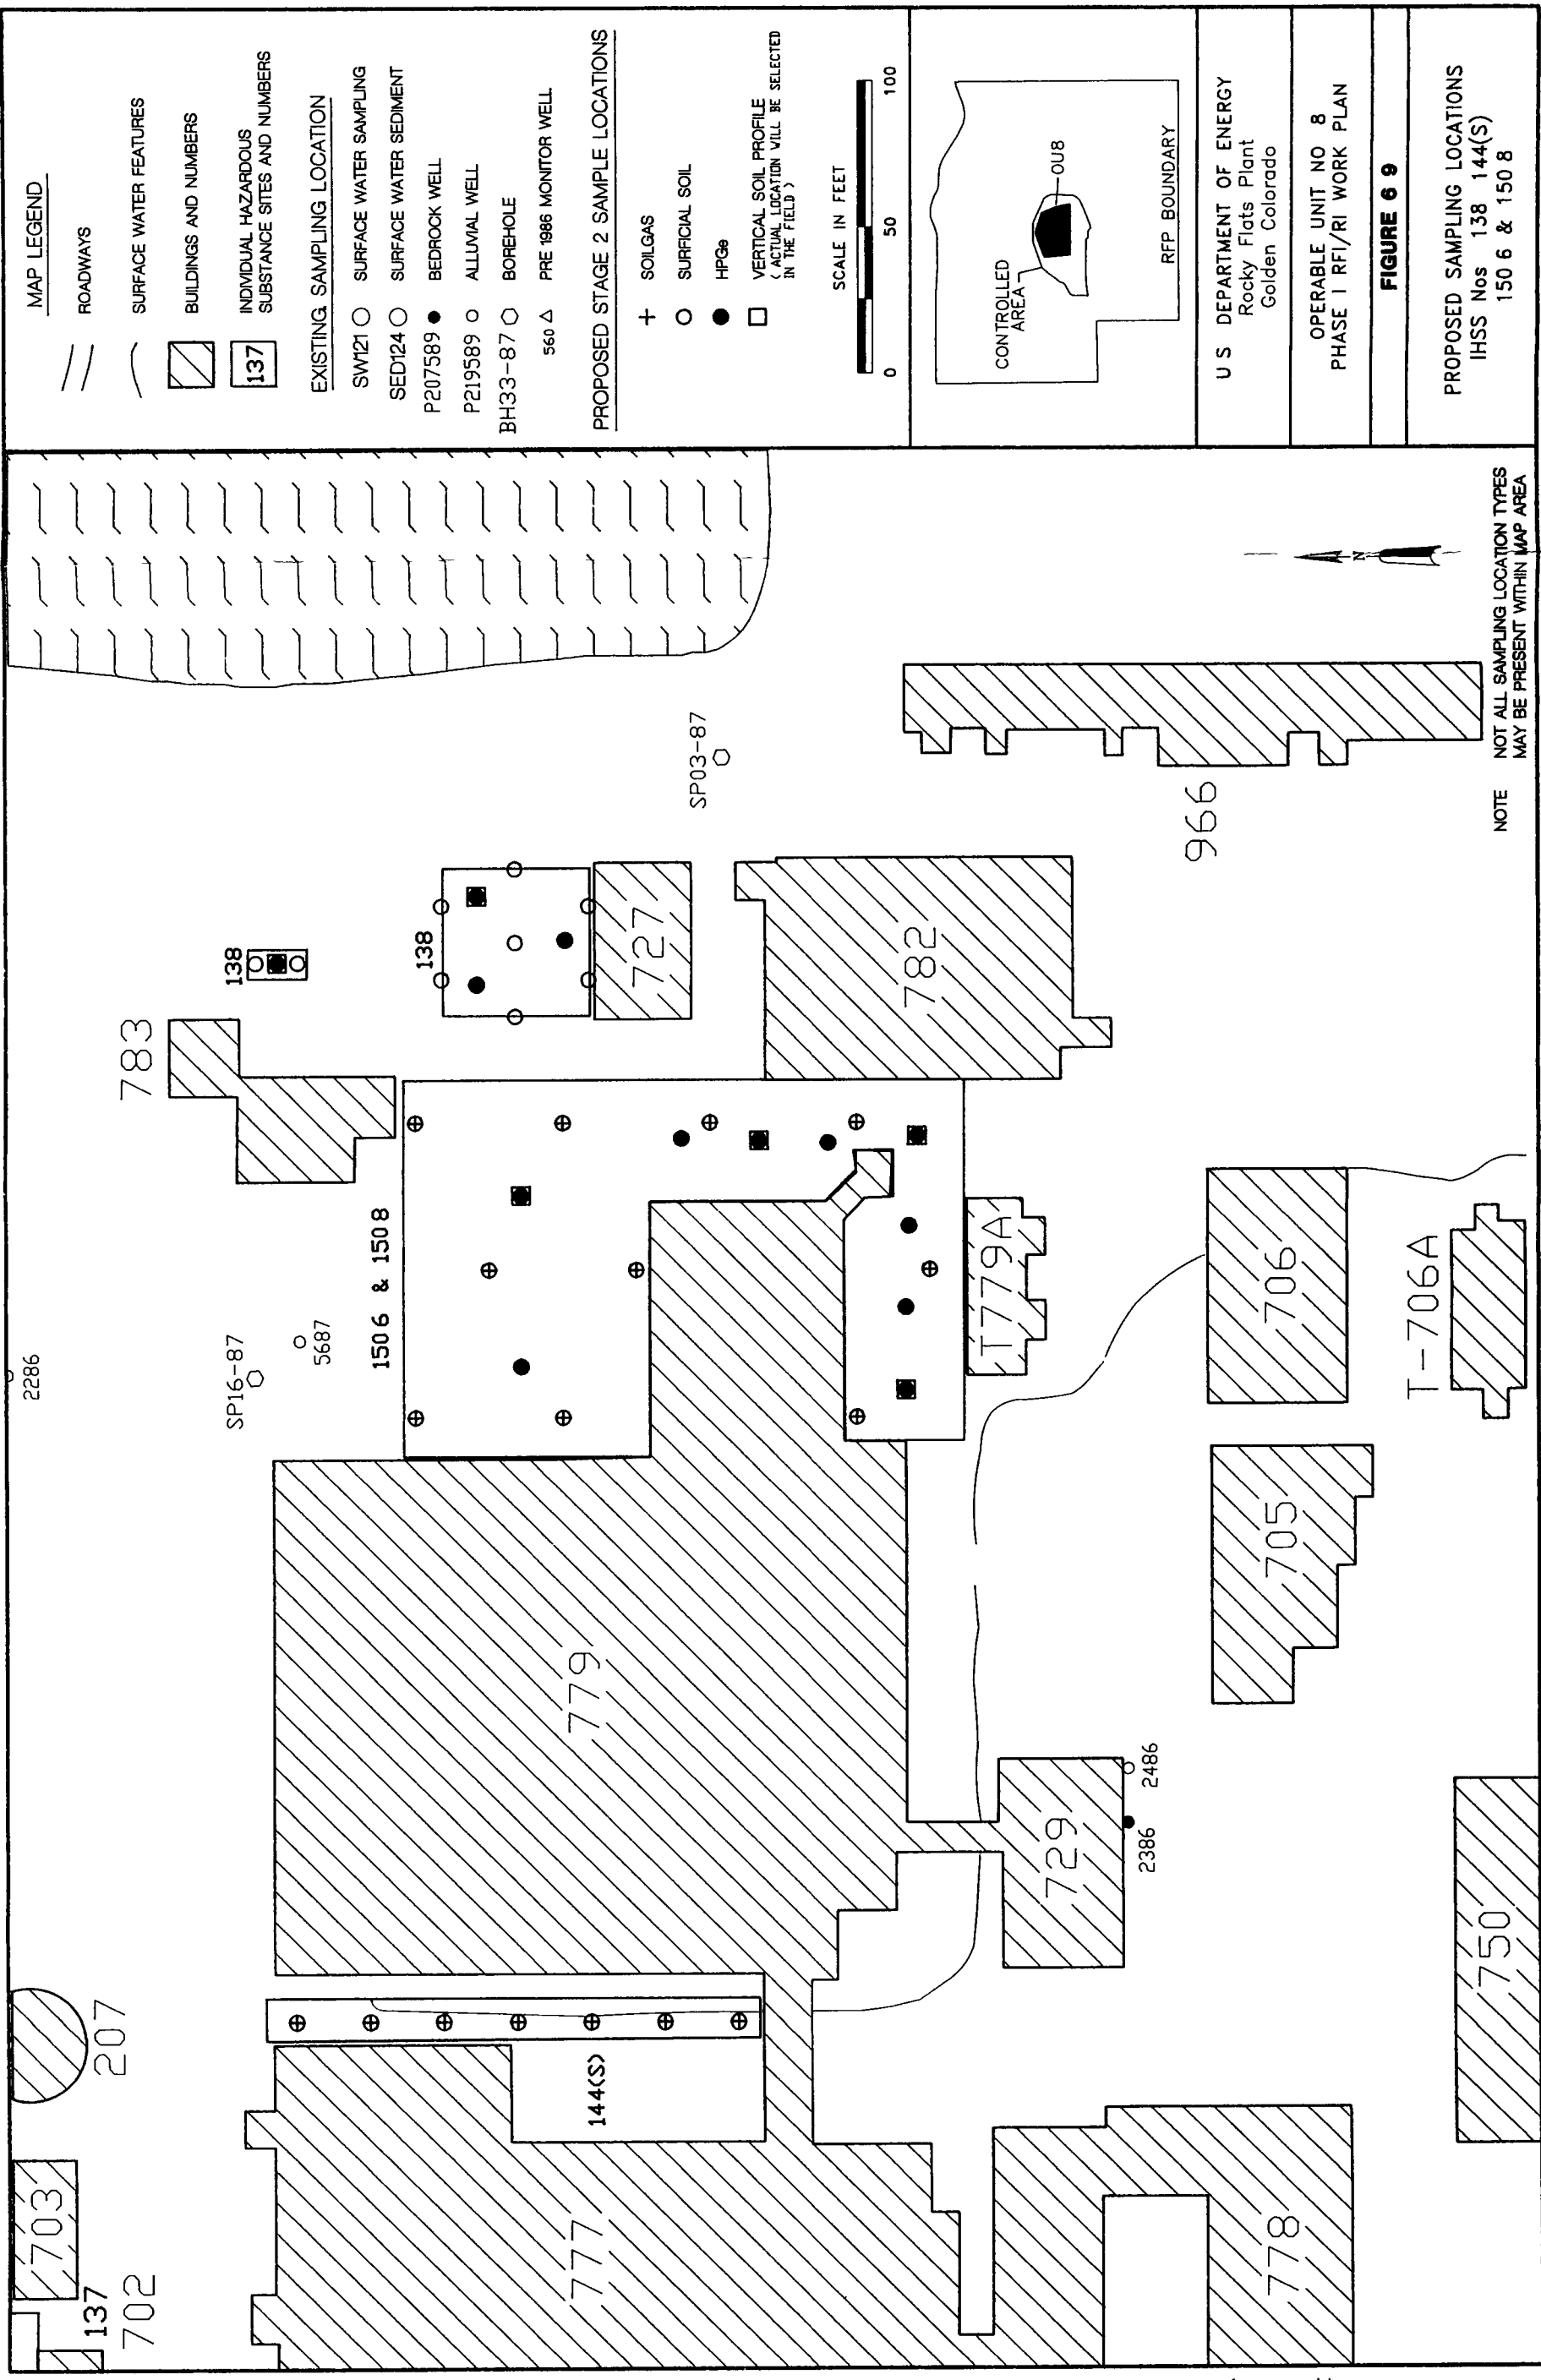 MAP LEGEND
ROADWAYS
SURFACE WATER FEATURES
BUILDINGS AND NUMBERS
137
INDIVIDUAL HAZARDOUS
SUBSTANCE SITES AND NUMBERS
EXISTING SAMPLING LOCATION
SW121 SURFACE WATER SAMPLING
SED124 SURFACE WATER SEDIMENT
P207589 BEDROCK WELL
P219589 ALLUVIAL WELL
BH33-87 BOREHOLE
560 PRE 1986 MONITOR WELL
PROPOSED STAGE 2 SAMPLE LOCATIONS
SOILGAS
SURFICIAL SOIL
HPGe
VERTICAL SOIL PROFILE
( ACTUAL LOCATION WILL BE SELECTED
IN THE FIELD )
SCALE IN FEET
0 50 100
CONTROLLED
AREA
OU8
RFP BOUNDARY
U S DEPARTMENT OF ENERGY
Rocky Flats Plant
Golden Colorado
OPERABLE UNIT NO 8
PHASE I RFI/RI WORK PLAN
FIGURE 6 9
PROPOSED SAMPLING LOCATIONS
IHSS Nos 138 144(S)
150 6 & 150 8
703
137
702
207
2286
SP16-87
5687
783
138
138
150 6 & 150 8
727
SP03-87
777
144(S)
779
782
T779A
966
729
2386
2486
778
705
706
T-706A
750
N
NOTE NOT ALL SAMPLING LOCATION TYPES
MAY BE PRESENT WITHIN MAP AREA